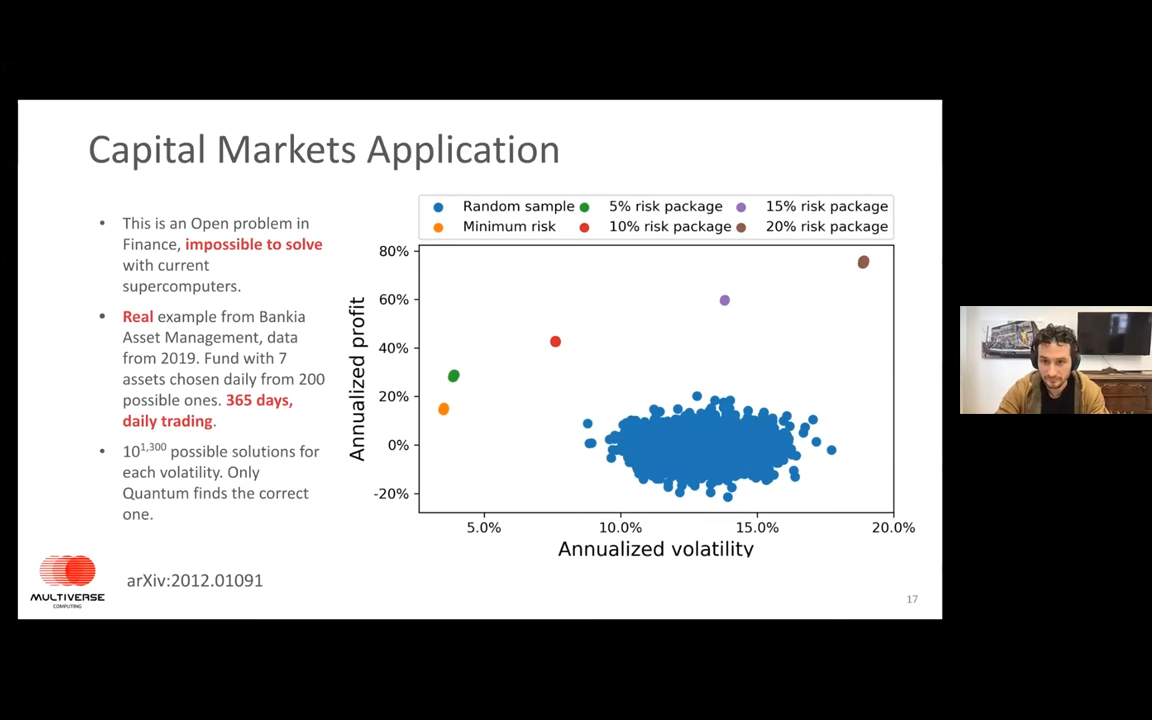 Capital Markets Application
• This is an Open problem in
Finance, impossible to solve
with current
supercomputers.
• Real example from Bankia
Asset Management, data
from 2019. Fund with 7
assets chosen daily from 200
possible ones. 365 days,
daily trading.
• 10^1,300 possible solutions for
each volatility. Only
Quantum finds the correct
one.
Random sample 5% risk package 15% risk package
Minimum risk 10% risk package 20% risk package
Annualized profit
80%
60%
40%
20%
0%
-20%
5.0% 10.0% 15.0% 20.0%
Annualized volatility
MULTIVERSE
COMPUTING
arXiv:2012.01091
17